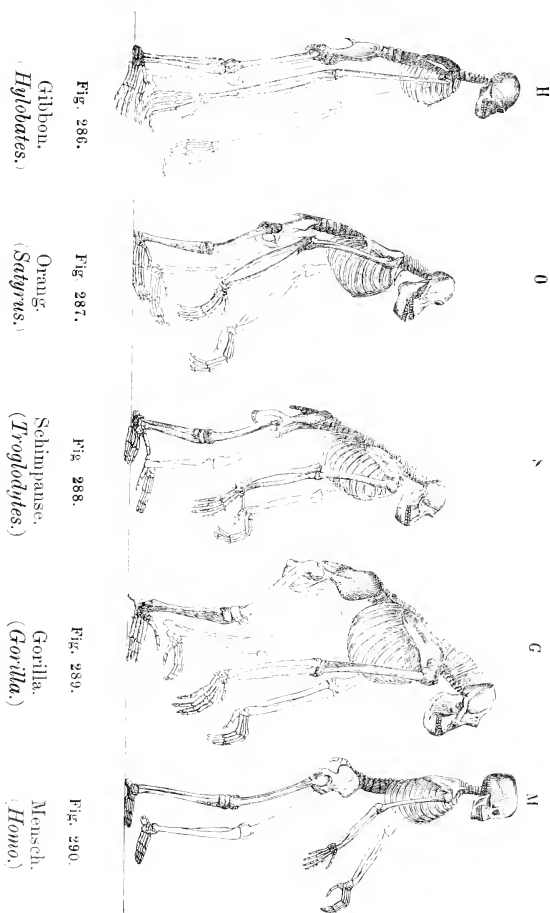 H O G M
Fig. 286. Fig 287. Fig 288. Fig. 289. Fig. 290.
Gibbon. Orang. Schimpanse. Gorilla. Mensch.
(Hylobates.) (Satyrus.) (Troglodytes.) (Gorilla.) (Homo.)